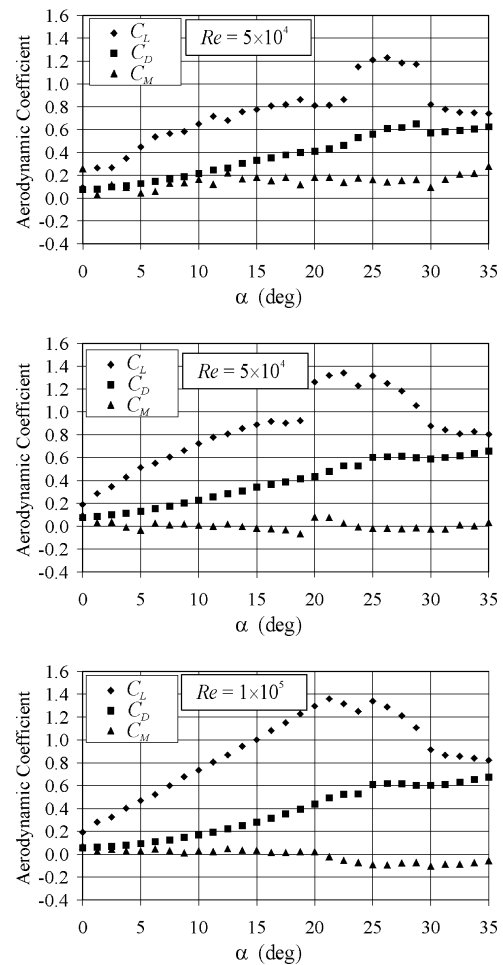 Aerodynamic Coefficient
1.6
1.4
1.2
1.0
0.8
0.6
0.4
0.2
0.0
-0.2
-0.4
C_L
C_D
C_M
Re = 5×10⁴
0 5 10 15 20 25 30 35
α (deg)
Aerodynamic Coefficient
1.6
1.4
1.2
1.0
0.8
0.6
0.4
0.2
0.0
-0.2
-0.4
C_L
C_D
C_M
Re = 5×10⁴
0 5 10 15 20 25 30 35
α (deg)
Aerodynamic Coefficient
1.6
1.4
1.2
1.0
0.8
0.6
0.4
0.2
0.0
-0.2
-0.4
C_L
C_D
C_M
Re = 1×10⁵
0 5 10 15 20 25 30 35
α (deg)